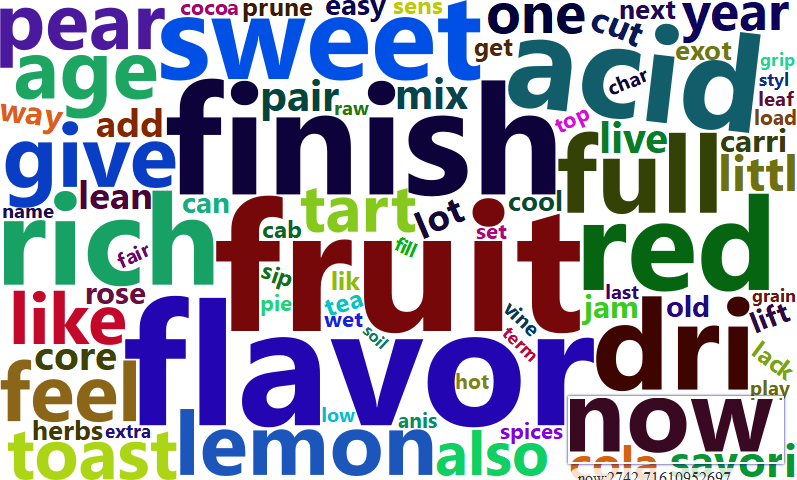 pear
cocoa
prune
easy
sens
one
cut
next
year
sweet
get
acid
exot
grip
age
char
styl
way
add
pair
raw
mix
top
leaf
load
finish
live
carri
give
full
littl
lean
name
can
tart
lot
cool
rich
fair
cab
fruit
fill
set
red
sip
lik
rose
pie
tea
wet
jam
last
old
grain
like
soil
vine
term
dri
lift
core
flavor
lack
feel
hot
play
herbs
extra
low
anis
spices
now
toast
lemon
also
cola
savori
now:2742.71610952697